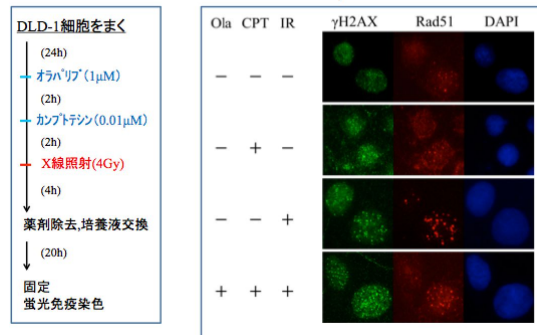 DLD-1細胞をまく
(24h)
オラパリブ(1μM)
(2h)
カンプトテシン(0.01μM)
(2h)
X線照射(4Gy)
(4h)
薬剤除去,培養液交換
(20h)
固定
蛍光免疫染色
Ola CPT IR γH2AX Rad51 DAPI
− − −
− + −
− − +
+ + +